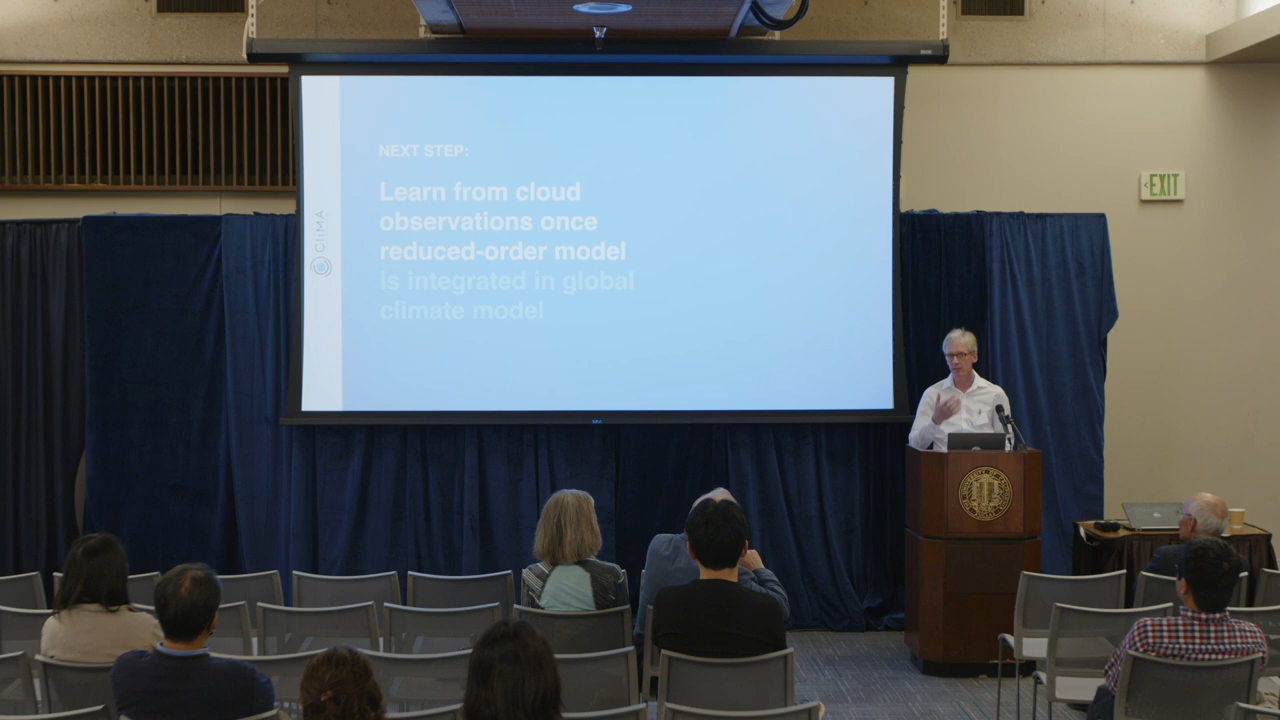 NEXT STEP:
Learn from cloud
observations once
reduced-order model
is integrated in global
climate model
CliMA
EXIT